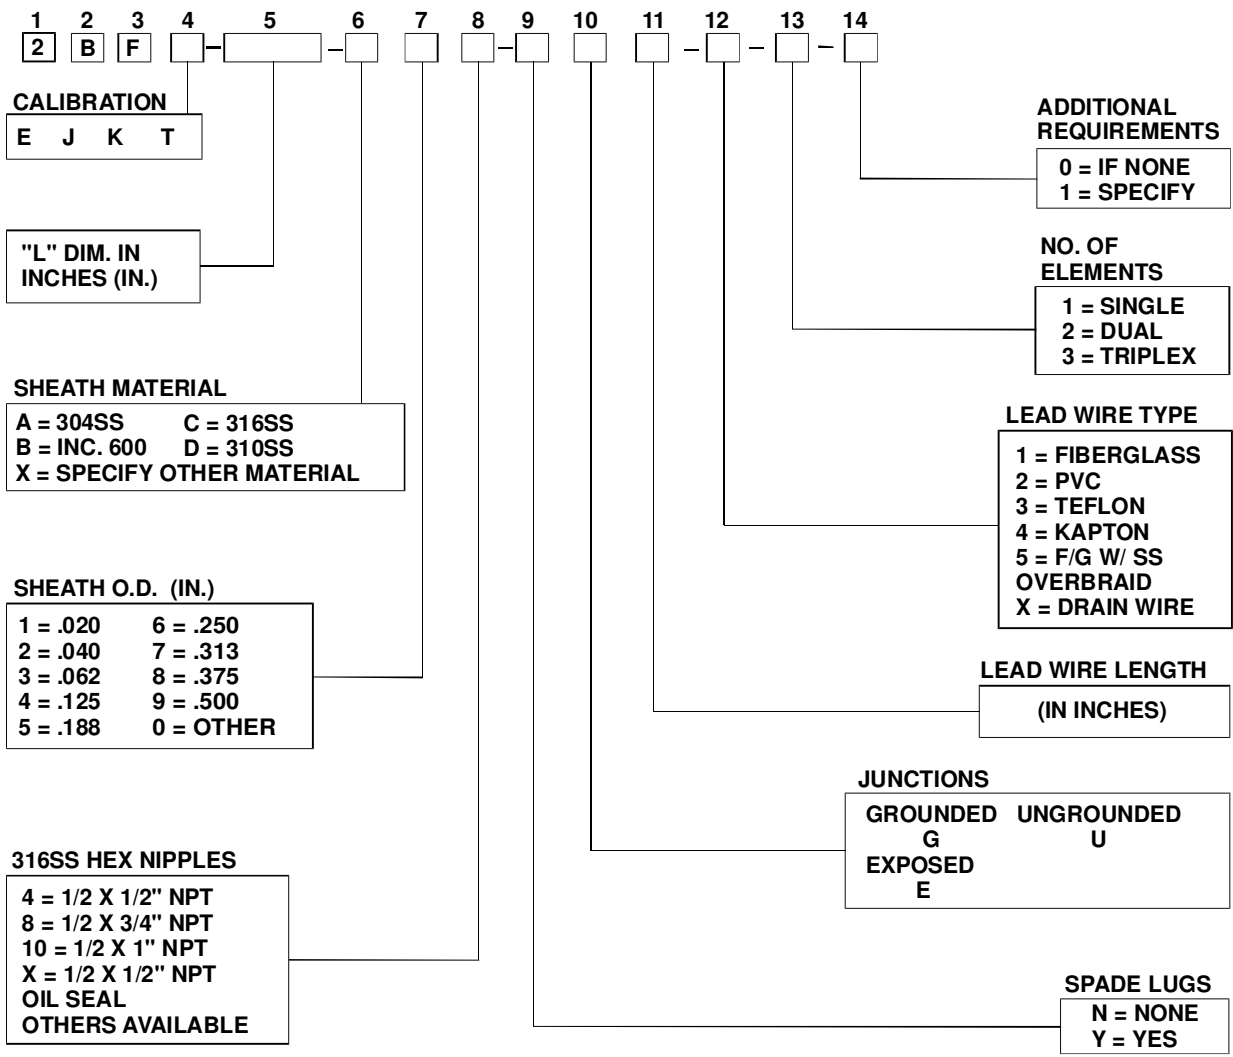 1 2 3 4 5 6 7 8 9 10 11 12 13 14
2 B F - - - - - -
CALIBRATION
E J K T
"L" DIM. IN
INCHES (IN.)
SHEATH MATERIAL
A = 304SS C = 316SS
B = INC. 600 D = 310SS
X = SPECIFY OTHER MATERIAL
SHEATH O.D. (IN.)
1 = .020 6 = .250
2 = .040 7 = .313
3 = .062 8 = .375
4 = .125 9 = .500
5 = .188 0 = OTHER
316SS HEX NIPPLES
4 = 1/2 X 1/2" NPT
8 = 1/2 X 3/4" NPT
10 = 1/2 X 1" NPT
X = 1/2 X 1/2" NPT
OIL SEAL
OTHERS AVAILABLE
ADDITIONAL
REQUIREMENTS
0 = IF NONE
1 = SPECIFY
NO. OF
ELEMENTS
1 = SINGLE
2 = DUAL
3 = TRIPLEX
LEAD WIRE TYPE
1 = FIBERGLASS
2 = PVC
3 = TEFLON
4 = KAPTON
5 = F/G W/ SS
OVERBRAID
X = DRAIN WIRE
LEAD WIRE LENGTH
(IN INCHES)
JUNCTIONS
GROUNDED UNGROUNDED
G U
EXPOSED
E
SPADE LUGS
N = NONE
Y = YES